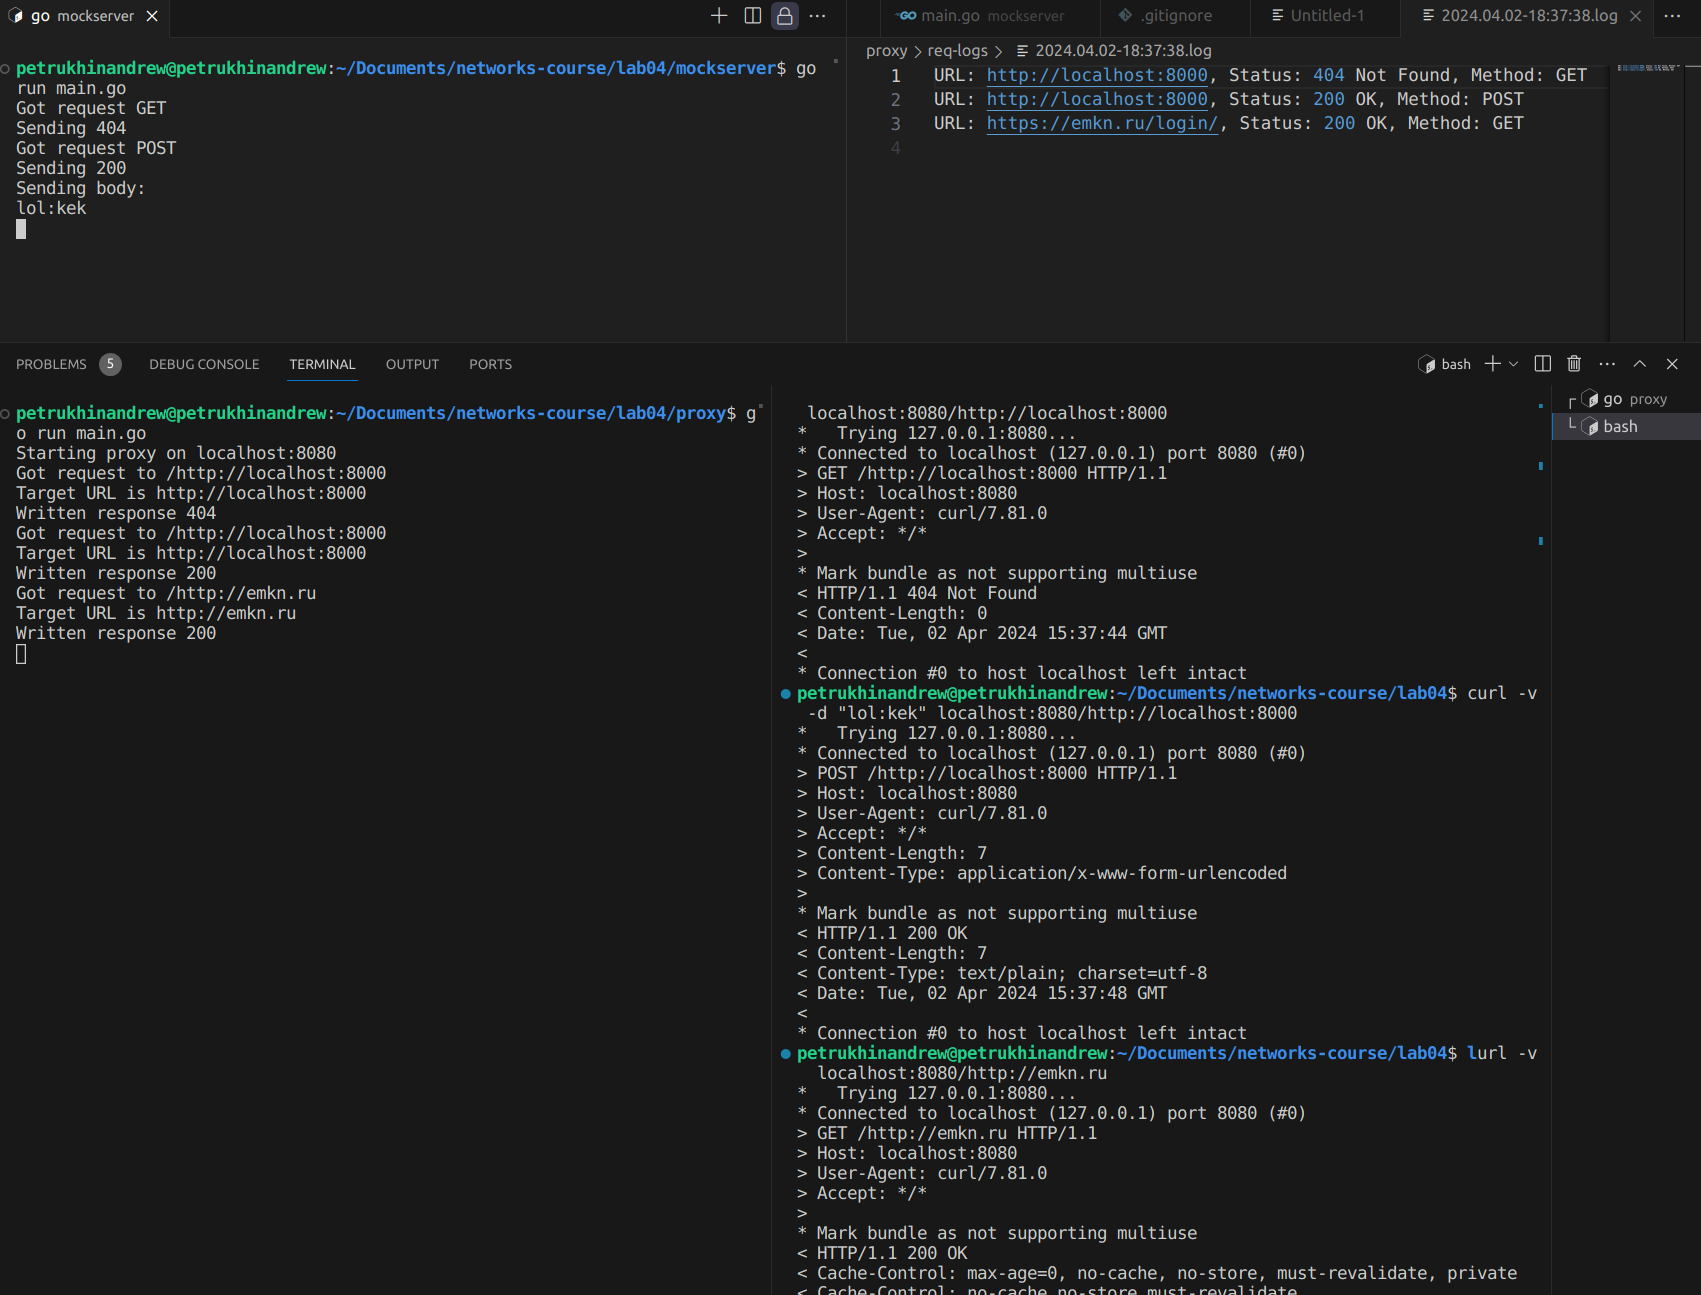 go mockserver
main.go mockserver
.gitignore
Untitled-1
2024.04.02-18:37:38.log
petrukhinandrew@petrukhinandrew:~/Documents/networks-course/lab04/mockserver$ go
run main.go
Got request GET
Sending 404
Got request POST
Sending 200
Sending body:
lol:kek
proxy > req-logs > 2024.04.02-18:37:38.log
1 URL: http://localhost:8000, Status: 404 Not Found, Method: GET
2 URL: http://localhost:8000, Status: 200 OK, Method: POST
3 URL: https://emkn.ru/login/, Status: 200 OK, Method: GET
4
PROBLEMS 5 DEBUG CONSOLE TERMINAL OUTPUT PORTS
bash
petrukhinandrew@petrukhinandrew:~/Documents/networks-course/lab04/proxy$ g
o run main.go
Starting proxy on localhost:8080
Got request to /http://localhost:8000
Target URL is http://localhost:8000
Written response 404
Got request to /http://localhost:8000
Target URL is http://localhost:8000
Written response 200
Got request to /http://emkn.ru
Target URL is http://emkn.ru
Written response 200
localhost:8080/http://localhost:8000
*   Trying 127.0.0.1:8080...
* Connected to localhost (127.0.0.1) port 8080 (#0)
> GET /http://localhost:8000 HTTP/1.1
> Host: localhost:8080
> User-Agent: curl/7.81.0
> Accept: */*
>
* Mark bundle as not supporting multiuse
< HTTP/1.1 404 Not Found
< Content-Length: 0
< Date: Tue, 02 Apr 2024 15:37:44 GMT
<
* Connection #0 to host localhost left intact
petrukhinandrew@petrukhinandrew:~/Documents/networks-course/lab04$ curl -v
-d "lol:kek" localhost:8080/http://localhost:8000
*   Trying 127.0.0.1:8080...
* Connected to localhost (127.0.0.1) port 8080 (#0)
> POST /http://localhost:8000 HTTP/1.1
> Host: localhost:8080
> User-Agent: curl/7.81.0
> Accept: */*
> Content-Length: 7
> Content-Type: application/x-www-form-urlencoded
>
* Mark bundle as not supporting multiuse
< HTTP/1.1 200 OK
< Content-Length: 7
< Content-Type: text/plain; charset=utf-8
< Date: Tue, 02 Apr 2024 15:37:48 GMT
<
* Connection #0 to host localhost left intact
petrukhinandrew@petrukhinandrew:~/Documents/networks-course/lab04$ lurl -v
localhost:8080/http://emkn.ru
*   Trying 127.0.0.1:8080...
* Connected to localhost (127.0.0.1) port 8080 (#0)
> GET /http://emkn.ru HTTP/1.1
> Host: localhost:8080
> User-Agent: curl/7.81.0
> Accept: */*
>
* Mark bundle as not supporting multiuse
< HTTP/1.1 200 OK
< Cache-Control: max-age=0, no-cache, no-store, must-revalidate, private
< Cache-Control: no-cache,no-store,must-revalidate
go proxy
bash